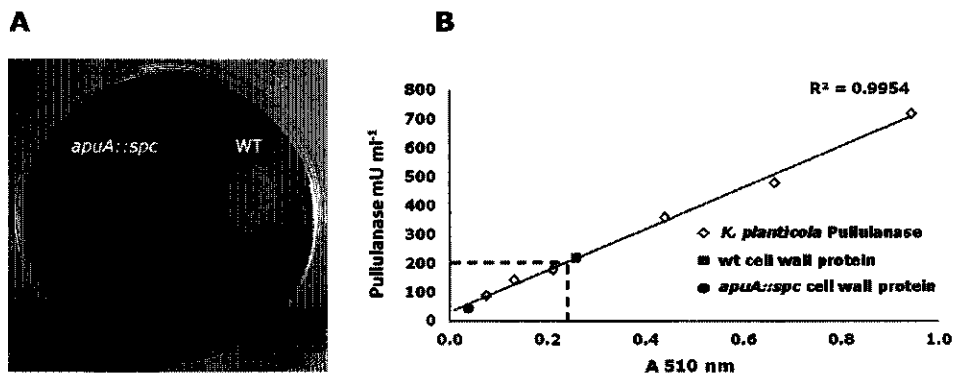 A
B
apuA::spc
WT
R² = 0.9954
800
700
600
500
400
300
200
100
0
Pullulanase mU ml⁻¹
K. planticola Pullulanase
wt cell wall protein
apuA::spc cell wall protein
0.0 0.2 0.4 0.6 0.8 1.0
A 510 nm